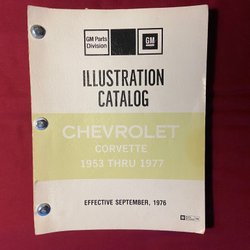 GM Parts
Division
GM
ILLUSTRATION
CATALOG
CHEVROLET
CORVETTE
1953 THRU 1977
EFFECTIVE SEPTEMBER, 1976